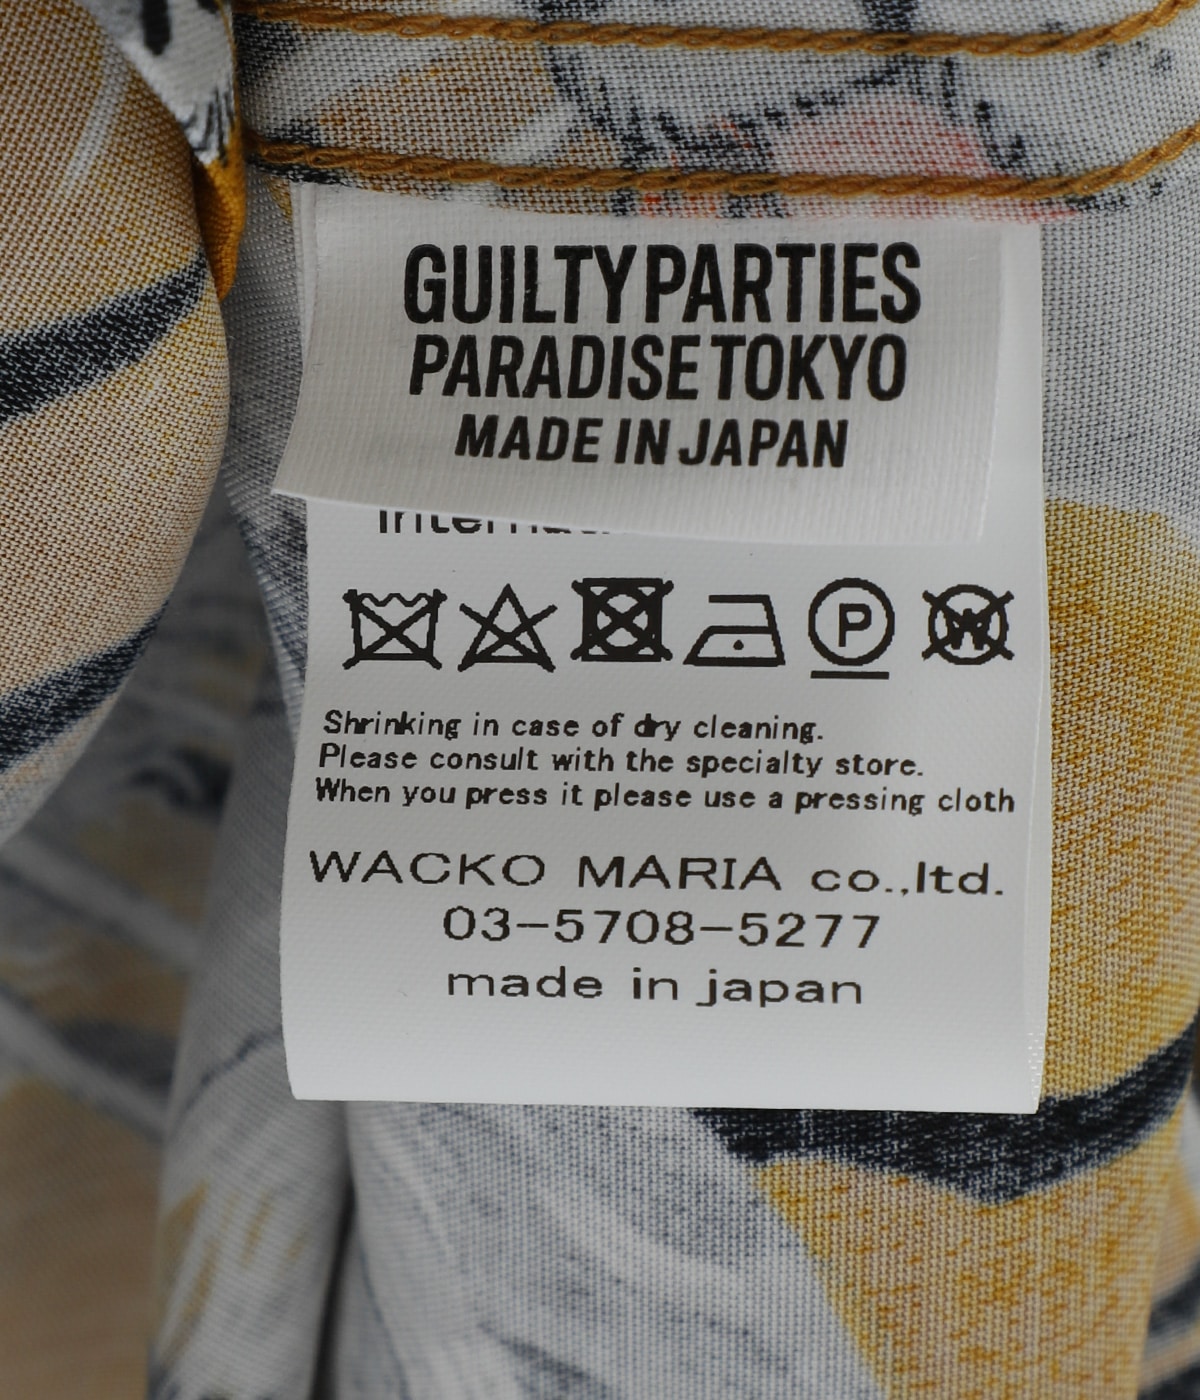 GUILTY PARTIES
PARADISE TOKYO
MADE IN JAPAN
P
W
Shrinking in case of dry cleaning.
Please consult with the specialty store.
When you press it please use a pressing cloth
WACKO MARIA co.,ltd.
03-5708-5277
made in japan